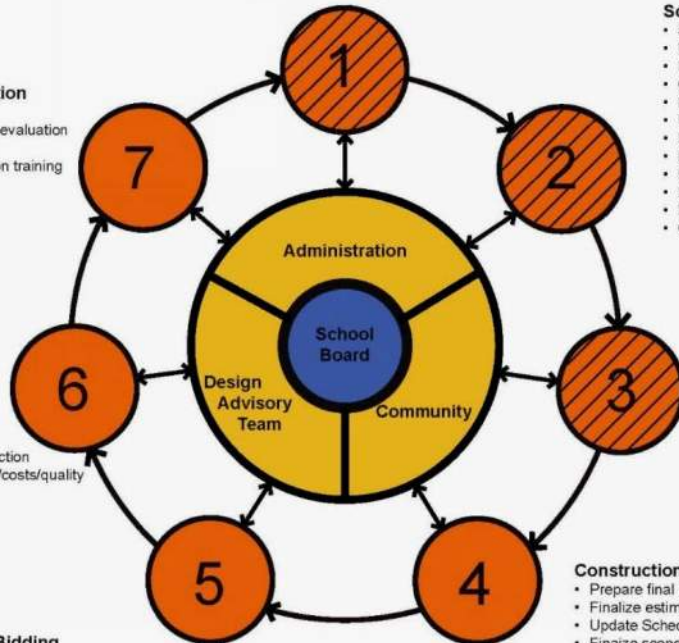 1
evaluation
n training
7
2
Administration
School
Board
Design
Advisory
Team
Community
6
3
ction
/costs/quality
5
4
Construction
• Prepare final
• Finalize estim
• Update Sched
Bidding